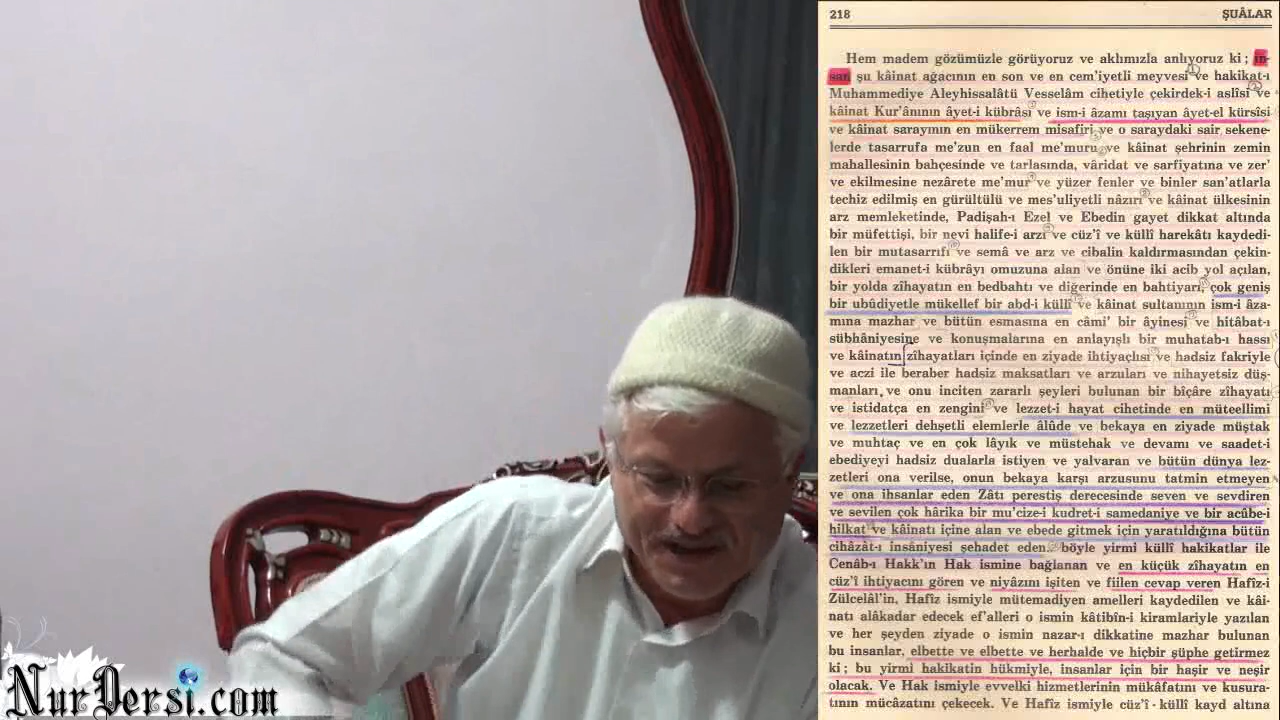 218 ŞUÂLAR
Hem madem gözümüzle görüyoruz ve aklımızla anlıyoruz ki; in-
san şu kâinat ağacının en son ve en cem'iyetli meyvesi ve hakikat-ı
Muhammediye Aleyhissalâtü Vesselâm cihetiyle çekirdek-i aslîsi ve
kâinat Kur'ânının âyet-i kübrâsı ve ism-i âzamı taşıyan âyet-el kürsîsi
ve kâinat sarayının en mükerrem misafiri ve o saraydaki sair sekene-
lerde tasarrufa me'zun en faal me'muru ve kâinat şehrinin zemin
mahallesinin bahçesinde ve tarlasında, vâridat ve sarfiyatına ve zer'
ve ekilmesine nezârete me'mur ve yüzer fenler ve binler san'atlarla
techiz edilmiş en gürültülü ve mes'uliyetli nâzırı ve kâinat ülkesinin
arz memleketinde, Padişah-ı Ezel ve Ebedin gayet dikkat altında
bir müfettişi, bir nevi halife-i arzı ve cüz'î ve küllî harekâtı kaydedi-
len bir mutasarrıfı ve semâ ve arz ve cibalin kaldırmasından çekin-
dikleri emanet-i kübrâyı omuzuna alan ve önüne iki acib yol açılan,
bir yolda zîhayatın en bedbahtı ve diğerinde en bahtiyarı, çok geniş
bir ubûdiyetle mükellef bir abd-i küllî ve kâinat sultanının ism-i âza-
mına mazhar ve bütün esmasına en câmi' bir âyinesi ve hitâbat-ı
sübhâniyesine ve konuşmalarına en anlayışlı bir muhatab-ı hassı
ve kâinatın zîhayatları içinde en ziyade ihtiyaçlısı ve hadsiz fakriyle
ve aczi ile beraber hadsiz maksatları ve arzuları ve nihayetsiz düş-
manları ve onu inciten zararlı şeyleri bulunan bir bîçâre zîhayatı
ve istidatça en zengini ve lezzet-i hayat cihetinde en müteellimi
ve lezzetleri dehşetli elemlerle âlûde ve bekaya en ziyade müştak
ve muhtaç ve en çok lâyık ve müstehak ve devamı ve saadet-i
ebediyeyi hadsiz dualarla istiyen ve yalvaran ve bütün dünya lez-
zetleri ona verilse, onun bekaya karşı arzusunu tatmin etmeyen
ve ona ihsanlar eden Zâtı perestiş derecesinde seven ve sevdiren
ve sevilen çok hârika bir mu'cize-i kudret-i samedaniye ve bir acûbe-i
hilkat ve kâinatı içine alan ve ebede gitmek için yaratıldığına bütün
cihâzât-ı insâniyesi şehadet eden böyle yirmi küllî hakikatlar ile
Cenâb-ı Hakk'ın Hak ismine bağlanan ve en küçük zîhayatın en
cüz'î ihtiyacını gören ve niyâzını işiten ve fiilen cevap veren Hafîz-i
Zülcelâl'in, Hafîz ismiyle mütemadiyen amelleri kaydedilen ve kâi-
natı alâkadar edecek ef'alleri o ismin kâtibîn-i kiramlariyle yazılan
ve her şeyden ziyade o ismin nazar-ı dikkatine mazhar bulunan
bu insanlar, elbette ve elbette ve herhalde ve hiçbir şüphe getirmez
ki; bu yirmi hakikatin hükmiyle, insanlar için bir haşir ve neşir
olacak. Ve Hak ismiyle evvelki hizmetlerinin mükâfatını ve kusura-
tının mücâzatını çekecek. Ve Hafîz ismiyle cüz'î - küllî kayd altına
NurDersi.com